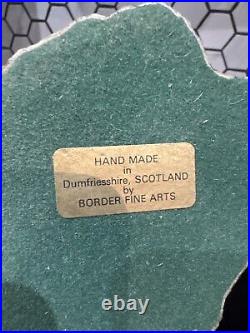 HAND MADE
in
Dumfriesshire, SCOTLAND
by
BORDER FINE ARTS